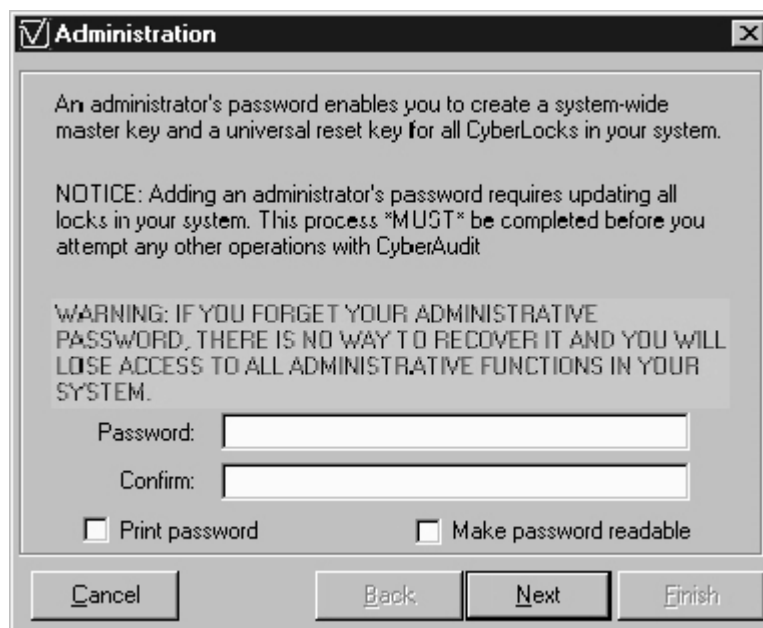 Administration
An administrator's password enables you to create a system-wide
master key and a universal reset key for all CyberLocks in your system.
NOTICE: Adding an administrator's password requires updating all
locks in your system. This process *MUST* be completed before you
attempt any other operations with CyberAudit
WARNING: IF YOU FORGET YOUR ADMINISTRATIVE
PASSWORD, THERE IS NO WAY TO RECOVER IT AND YOU WILL
LOSE ACCESS TO ALL ADMINISTRATIVE FUNCTIONS IN YOUR
SYSTEM.
Password:
Confirm:
Print password Make password readable
Cancel Back Next Finish